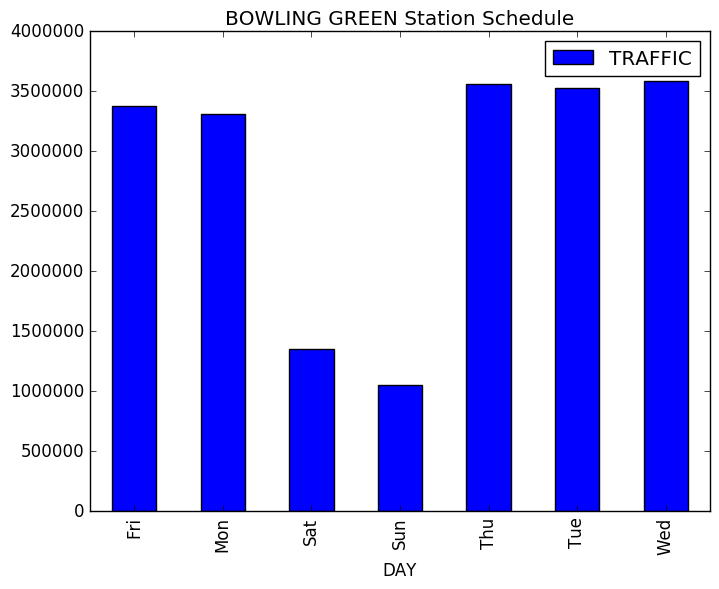 BOWLING GREEN Station Schedule
TRAFFIC
4000000
3500000
3000000
2500000
2000000
1500000
1000000
500000
0
Fri Mon Sat Sun Thu Tue Wed
DAY